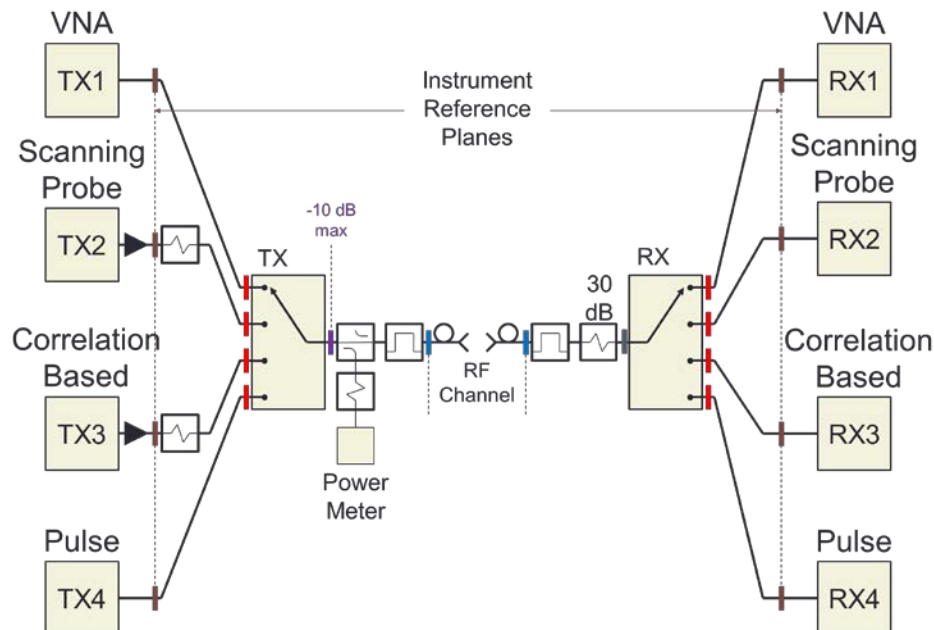 VNA
TX1
Scanning
Probe
TX2
Correlation
Based
TX3
Pulse
TX4
Instrument
Reference
Planes
-10 dB
max
TX
Power
Meter
RF
Channel
30
dB
RX
VNA
RX1
Scanning
Probe
RX2
Correlation
Based
RX3
Pulse
RX4